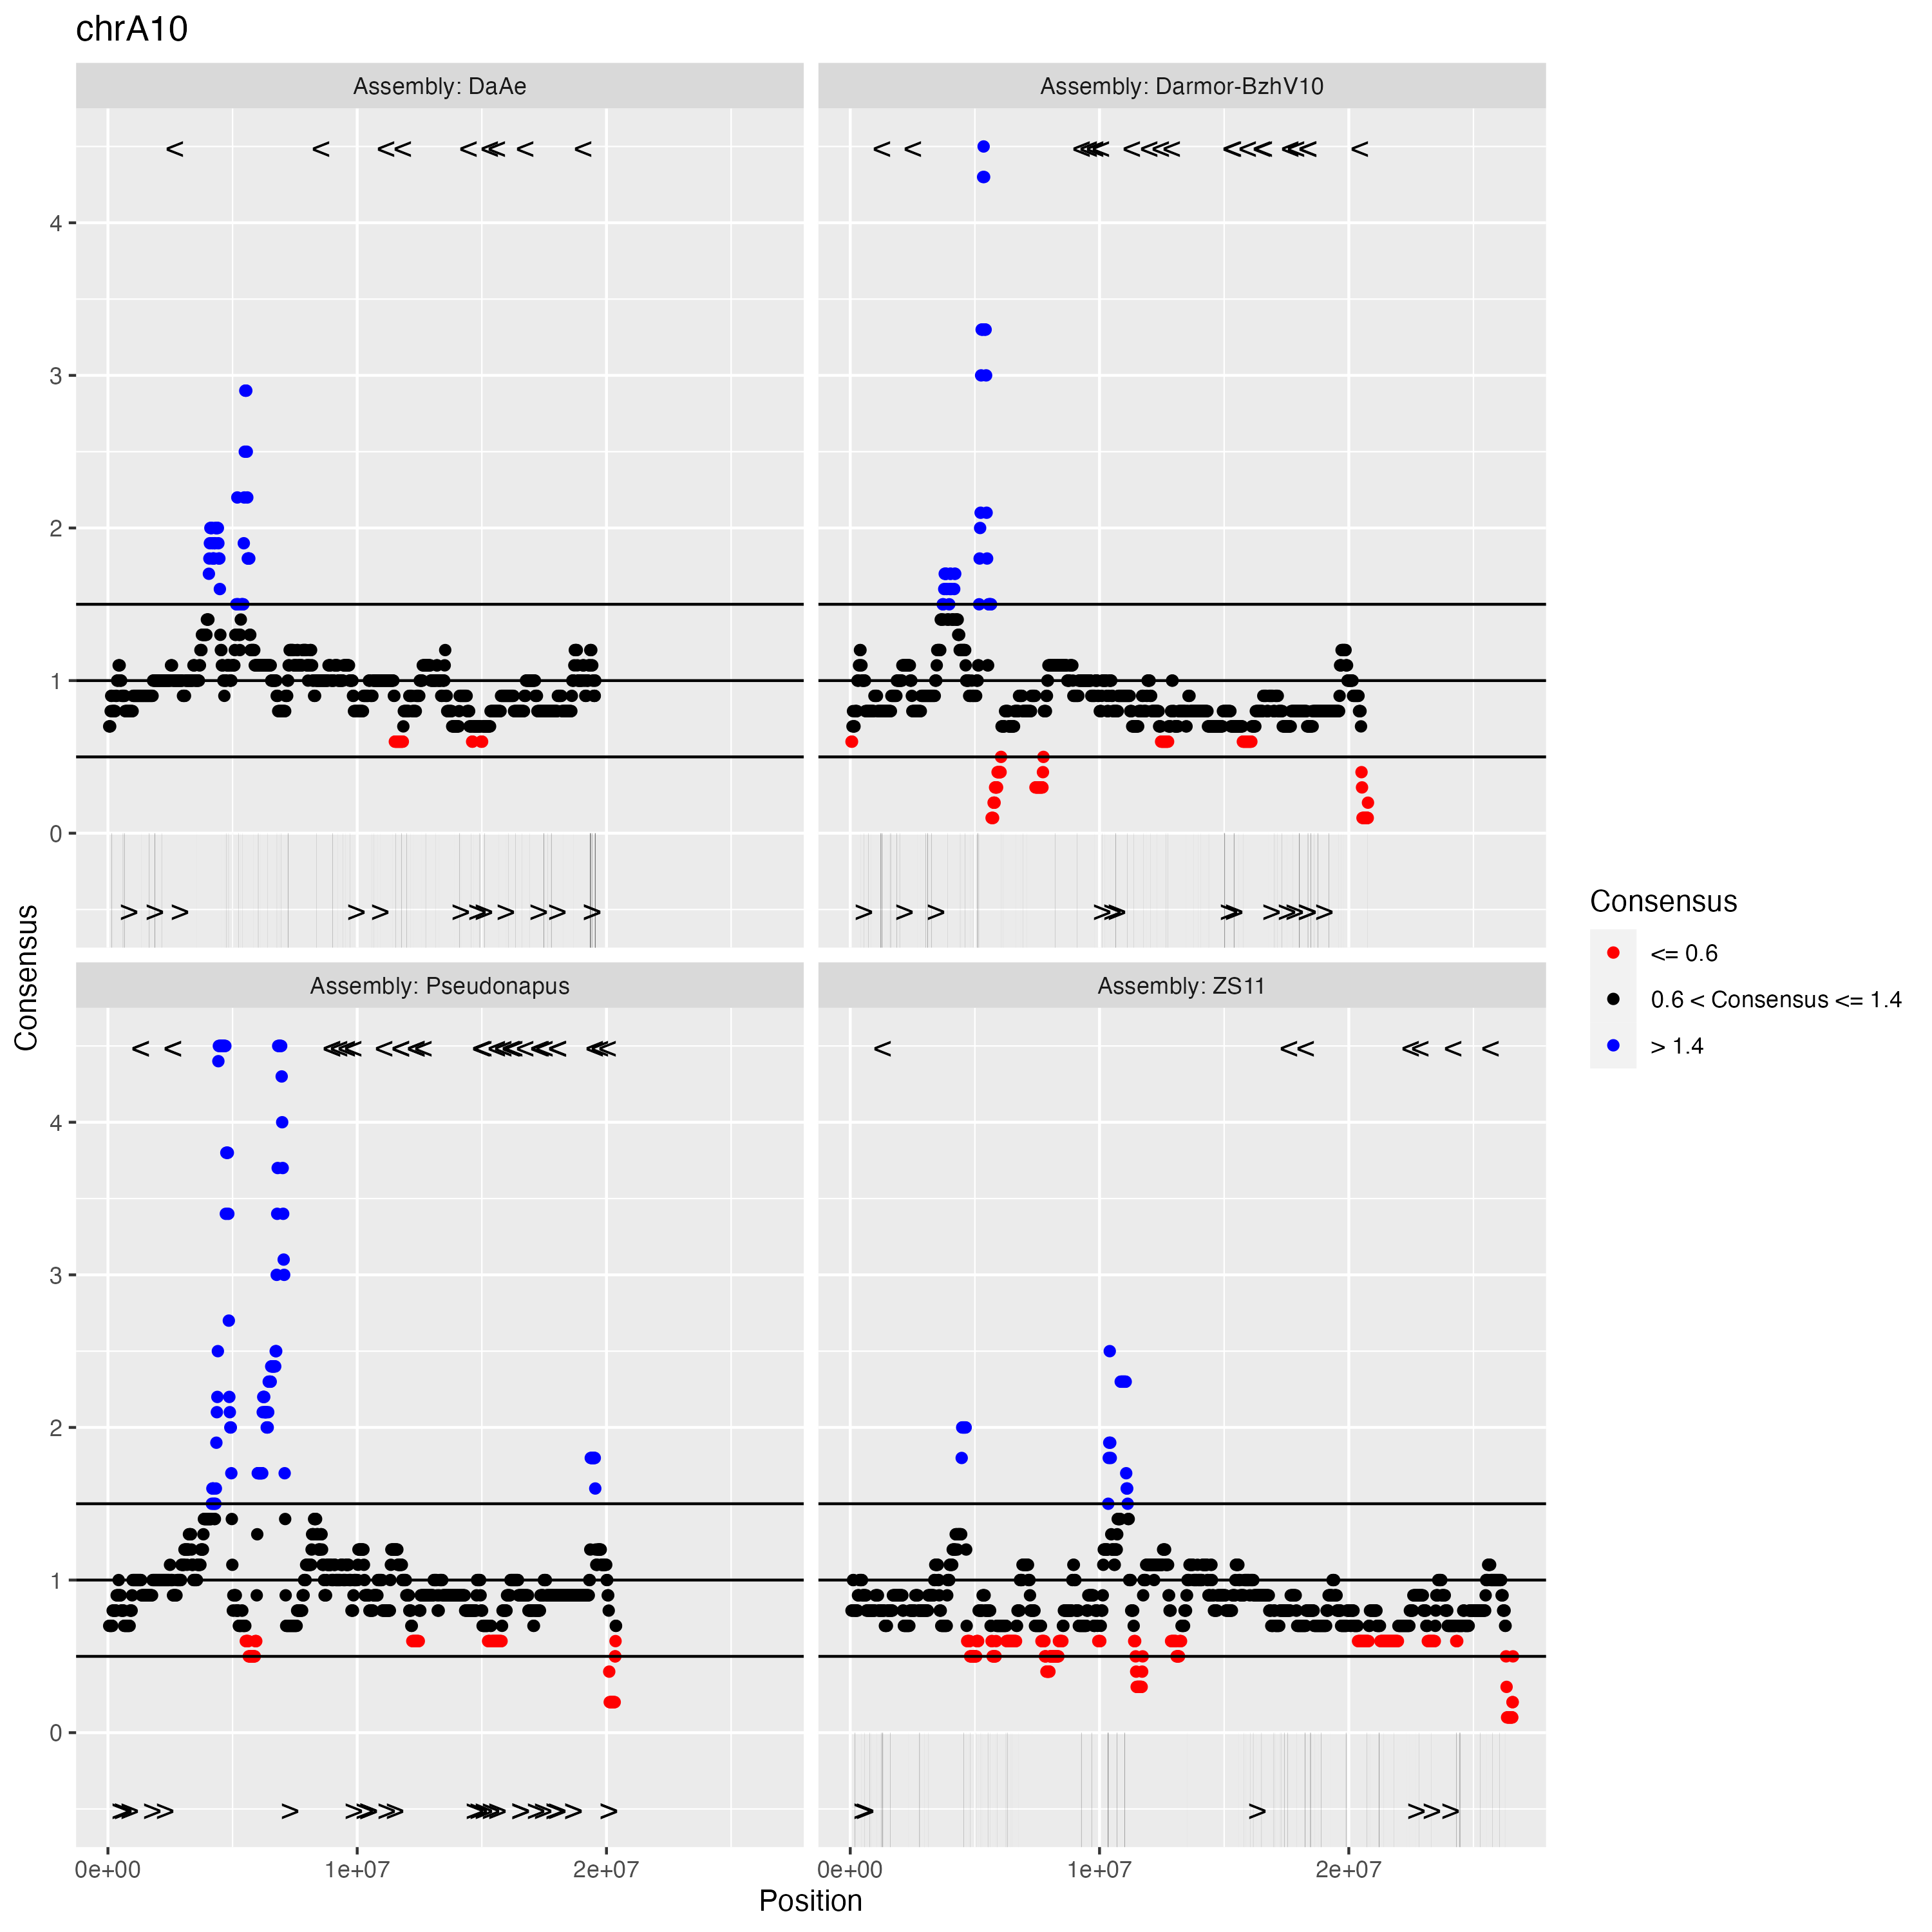 chrA10
Assembly: DaAe
Assembly: Darmor-BzhV10
4
3
2
1
0
Assembly: Pseudonapus
Assembly: ZS11
4
3
2
1
0
0e+00 1e+07 2e+07
0e+00 1e+07 2e+07
Position
Consensus
Consensus
<= 0.6
0.6 < Consensus <= 1.4
> 1.4